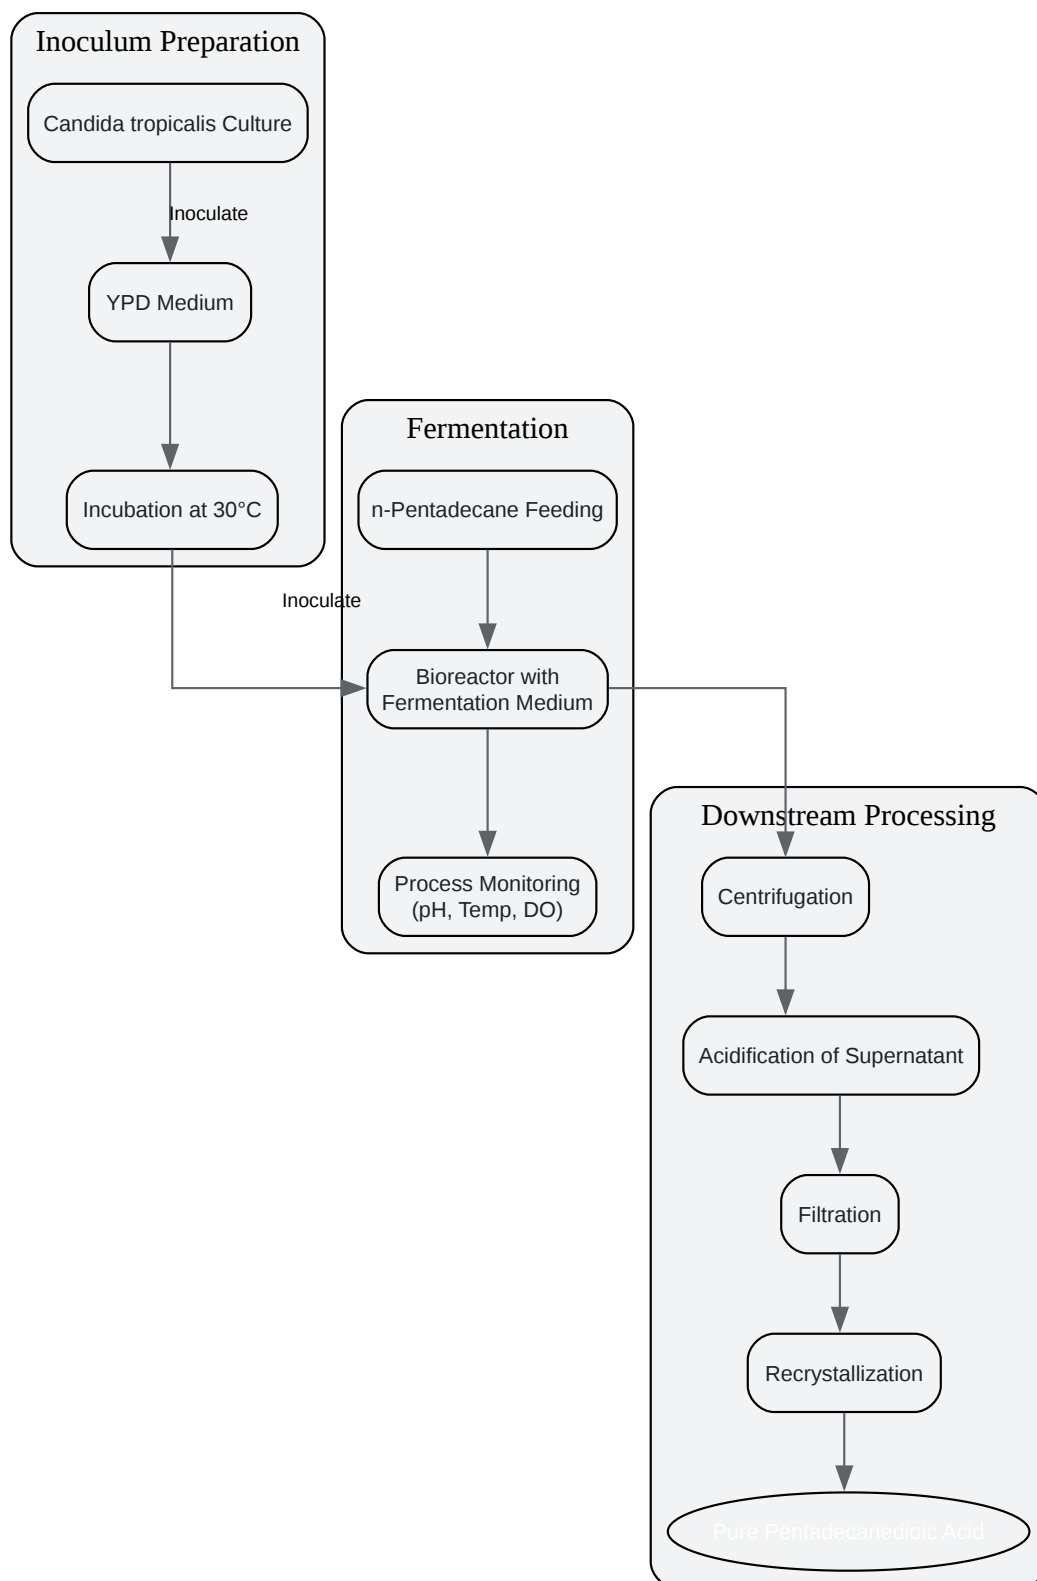 Inoculum Preparation
Candida tropicalis Culture
Inoculate
YPD Medium
Incubation at 30°C
Inoculate
Fermentation
n-Pentadecane Feeding
Bioreactor with
Fermentation Medium
Process Monitoring
(pH, Temp, DO)
Downstream Processing
Centrifugation
Acidification of Supernatant
Filtration
Recrystallization
Pure Pentadecanedioic Acid